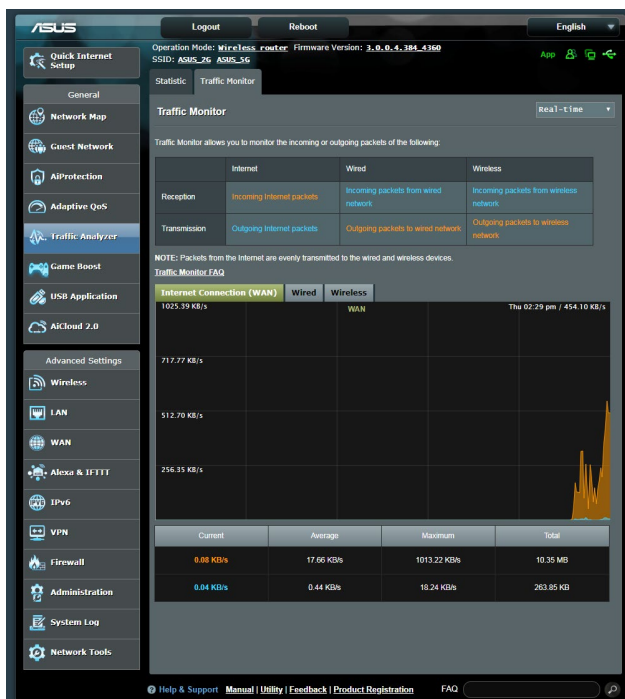 ASUS
Logout
Reboot
English
Operation Mode: Wireless router Firmware Version: 3.0.0.4.384_4360
SSID: ASUS_2G ASUS_5G
App
Quick Internet
Setup
General
Network Map
Guest Network
AiProtection
Adaptive QoS
Traffic Analyzer
Game Boost
USB Application
AiCloud 2.0
Advanced Settings
Wireless
LAN
WAN
Alexa & IFTTT
IPv6
VPN
Firewall
Administration
System Log
Network Tools
Statistic
Traffic Monitor
Traffic Monitor
Real-time
Traffic Monitor allows you to monitor the incoming or outgoing packets of the following:
Internet Wired Wireless
Reception
Incoming Internet packets
Incoming packets from wired
network
Incoming packets from wireless
network
Transmission
Outgoing Internet packets
Outgoing packets to wired network
Outgoing packets to wireless
network
NOTE: Packets from the Internet are evenly transmitted to the wired and wireless devices.
Traffic Monitor FAQ
Internet Connection (WAN) Wired Wireless
1025.39 KB/s
WAN
Thu 02:29 pm / 454.10 KB/s
717.77 KB/s
512.70 KB/s
256.35 KB/s
Current Average Maximum Total
0.08 KB/s 17.66 KB/s 1013.22 KB/s 10.35 MB
0.04 KB/s 0.44 KB/s 18.24 KB/s 263.85 KB
Help & Support Manual | Utility | Feedback | Product Registration FAQ